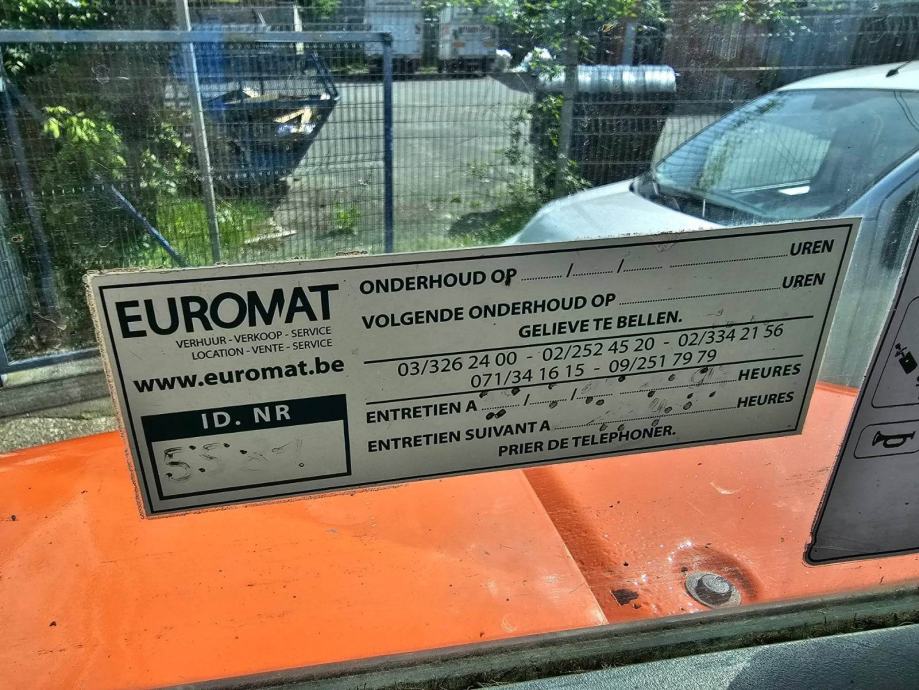 EUROMAT
VERHUUR - VERKOOP - SERVICE
LOCATION - VENTE - SERVICE
www.euromat.be
ID. NR
ONDERHOUD OP ......../......../........ ........................ UREN
VOLGENDE ONDERHOUD OP ........................ UREN
GELIEVE TE BELLEN.
03/326 24 00 - 02/252 45 20 - 02/334 21 56
071/34 16 15 - 09/251 79 79
ENTRETIEN A ......../......../........ ........................ HEURES
ENTRETIEN SUIVANT A ........................ HEURES
PRIER DE TELEPHONER.